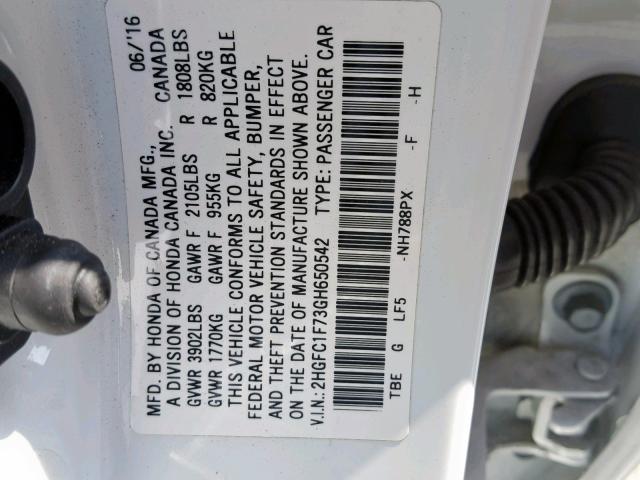 MFD. BY HONDA OF CANADA MFG., 06/'16
A DIVISION OF HONDA CANADA INC. CANADA
GVWR 3902LBS GAWR F 2105LBS R 1808LBS
GVWR 1770KG GAWR F 955KG R 820KG
THIS VEHICLE CONFORMS TO ALL APPLICABLE
FEDERAL MOTOR VEHICLE SAFETY, BUMPER,
AND THEFT PREVENTION STANDARDS IN EFFECT
ON THE DATE OF MANUFACTURE SHOWN ABOVE.
V.I.N.:2HGFC1F73GH650542 TYPE: PASSENGER CAR
TBE G LF5 -NH788PX -F -H